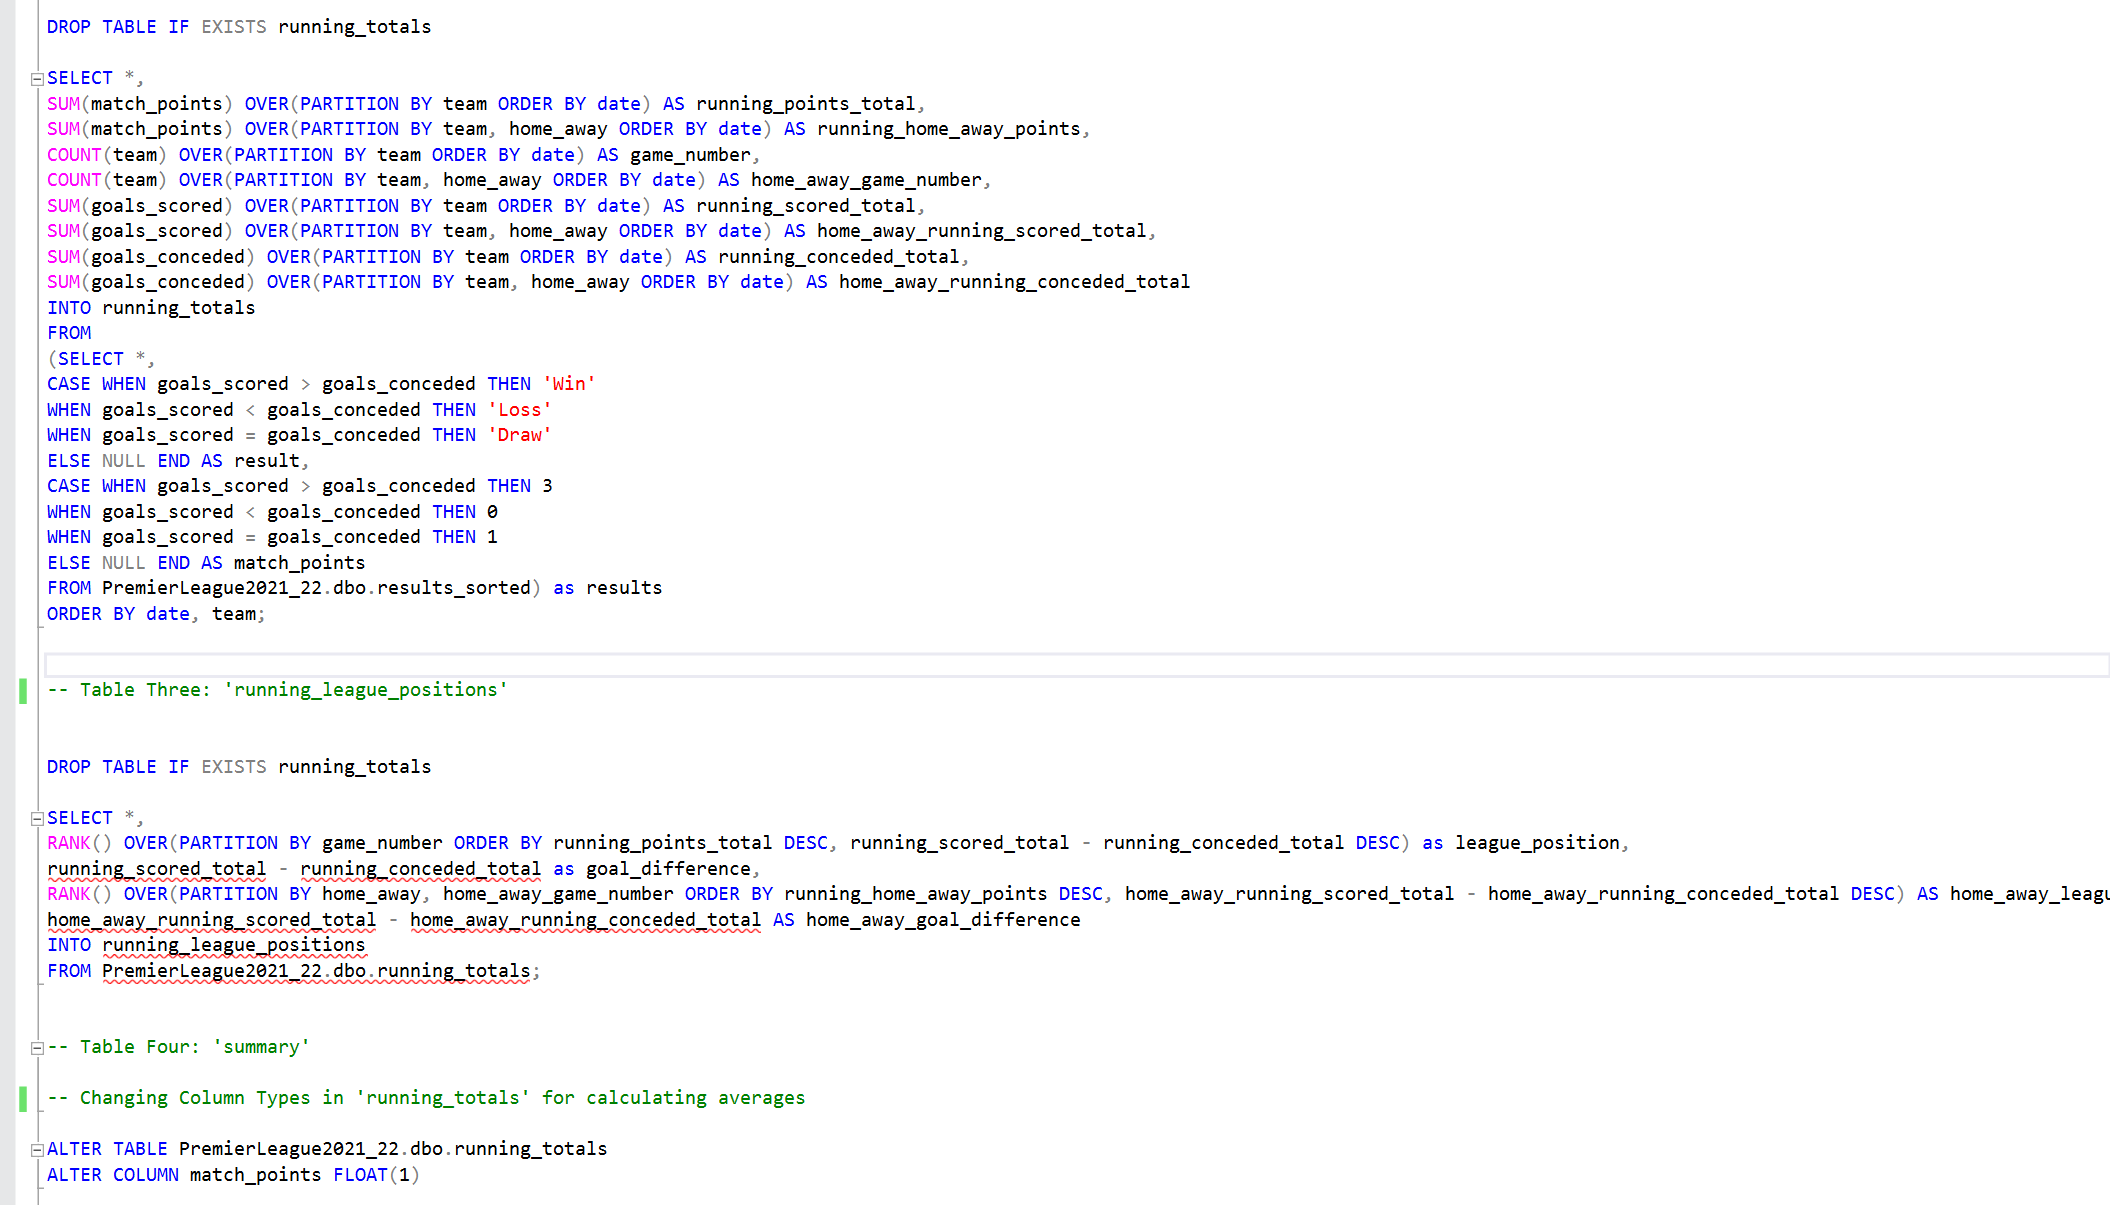 DROP TABLE IF EXISTS running_totals
SELECT *,
SUM(match_points) OVER(PARTITION BY team ORDER BY date) AS running_points_total,
SUM(match_points) OVER(PARTITION BY team, home_away ORDER BY date) AS running_home_away_points,
COUNT(team) OVER(PARTITION BY team ORDER BY date) AS game_number,
COUNT(team) OVER(PARTITION BY team, home_away ORDER BY date) AS home_away_game_number,
SUM(goals_scored) OVER(PARTITION BY team ORDER BY date) AS running_scored_total,
SUM(goals_scored) OVER(PARTITION BY team, home_away ORDER BY date) AS home_away_running_scored_total,
SUM(goals_conceded) OVER(PARTITION BY team ORDER BY date) AS running_conceded_total,
SUM(goals_conceded) OVER(PARTITION BY team, home_away ORDER BY date) AS home_away_running_conceded_total
INTO running_totals
FROM
(SELECT *,
CASE WHEN goals_scored > goals_conceded THEN 'Win'
WHEN goals_scored < goals_conceded THEN 'Loss'
WHEN goals_scored = goals_conceded THEN 'Draw'
ELSE NULL END AS result,
CASE WHEN goals_scored > goals_conceded THEN 3
WHEN goals_scored < goals_conceded THEN 0
WHEN goals_scored = goals_conceded THEN 1
ELSE NULL END AS match_points
FROM PremierLeague2021_22.dbo.results_sorted) as results
ORDER BY date, team;
-- Table Three: 'running_league_positions'
DROP TABLE IF EXISTS running_totals
SELECT *,
RANK() OVER(PARTITION BY game_number ORDER BY running_points_total DESC, running_scored_total - running_conceded_total DESC) as league_position,
running_scored_total - running_conceded_total as goal_difference,
RANK() OVER(PARTITION BY home_away, home_away_game_number ORDER BY running_home_away_points DESC, home_away_running_scored_total - home_away_running_conceded_total DESC) AS home_away_leagu
home_away_running_scored_total - home_away_running_conceded_total AS home_away_goal_difference
INTO running_league_positions
FROM PremierLeague2021_22.dbo.running_totals;
-- Table Four: 'summary'
-- Changing Column Types in 'running_totals' for calculating averages
ALTER TABLE PremierLeague2021_22.dbo.running_totals
ALTER COLUMN match_points FLOAT(1)